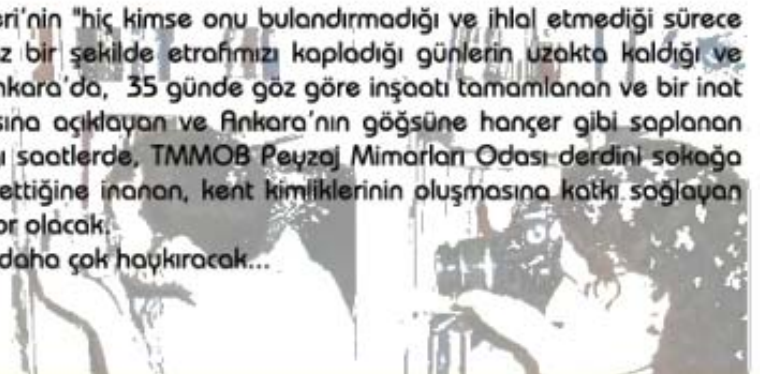 eri'nin "hiç kimse onu bulandırmadığı ve ihlal etmediği sürece
z bir şekilde etrafımızı kapladığı günlerin uzakta kaldığı ve
nkara'da, 35 günde göz göre inşaatı tamamlanan ve bir inat
sına açıklayan ve Ankara'nın göğsüne hançer gibi saplanan
ı saatlerde, TMMOB Peyzaj Mimarları Odası derdini sokağa
ettiğine inanan, kent kimliklerinin oluşmasına katkı sağlayan
or olacak.
daha çok haykıracak...